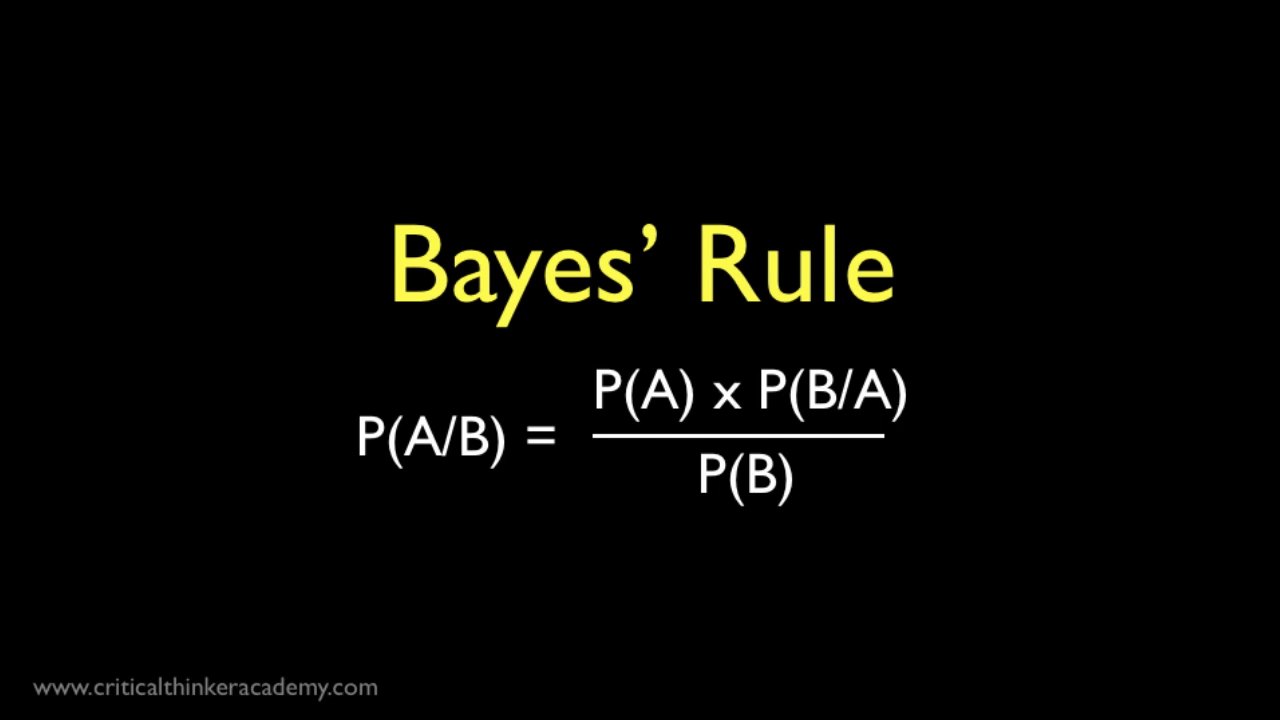 Bayes’ Rule
P(A/B) = P(A) x P(B/A)
P(B)
www.criticalthinkeracademy.com